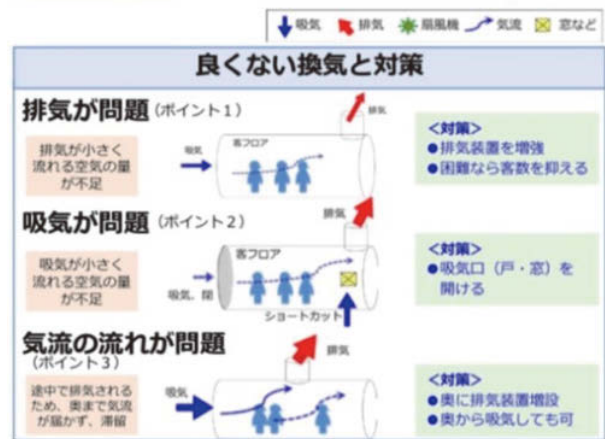 吸気 排気 扇風機 気流 窓など
良くない換気と対策
排気が問題(ポイント1)
排気
排気が小さく
流れる空気の量
が不足
吸気
客フロア
<対策>
●排気装置を増強
●困難なら客数を抑える
吸気が問題(ポイント2)
排気
吸気が小さく
流れる空気の量
が不足
客フロア
吸気、閉
ショートカット
<対策>
●吸気口(戸・窓)を
開ける
気流の流れが問題
(ポイント3)
排気
途中で排気される
ため、奥まで気流
が届かず、滞留
吸気
<対策>
●奥に排気装置増設
●奥から吸気しても可